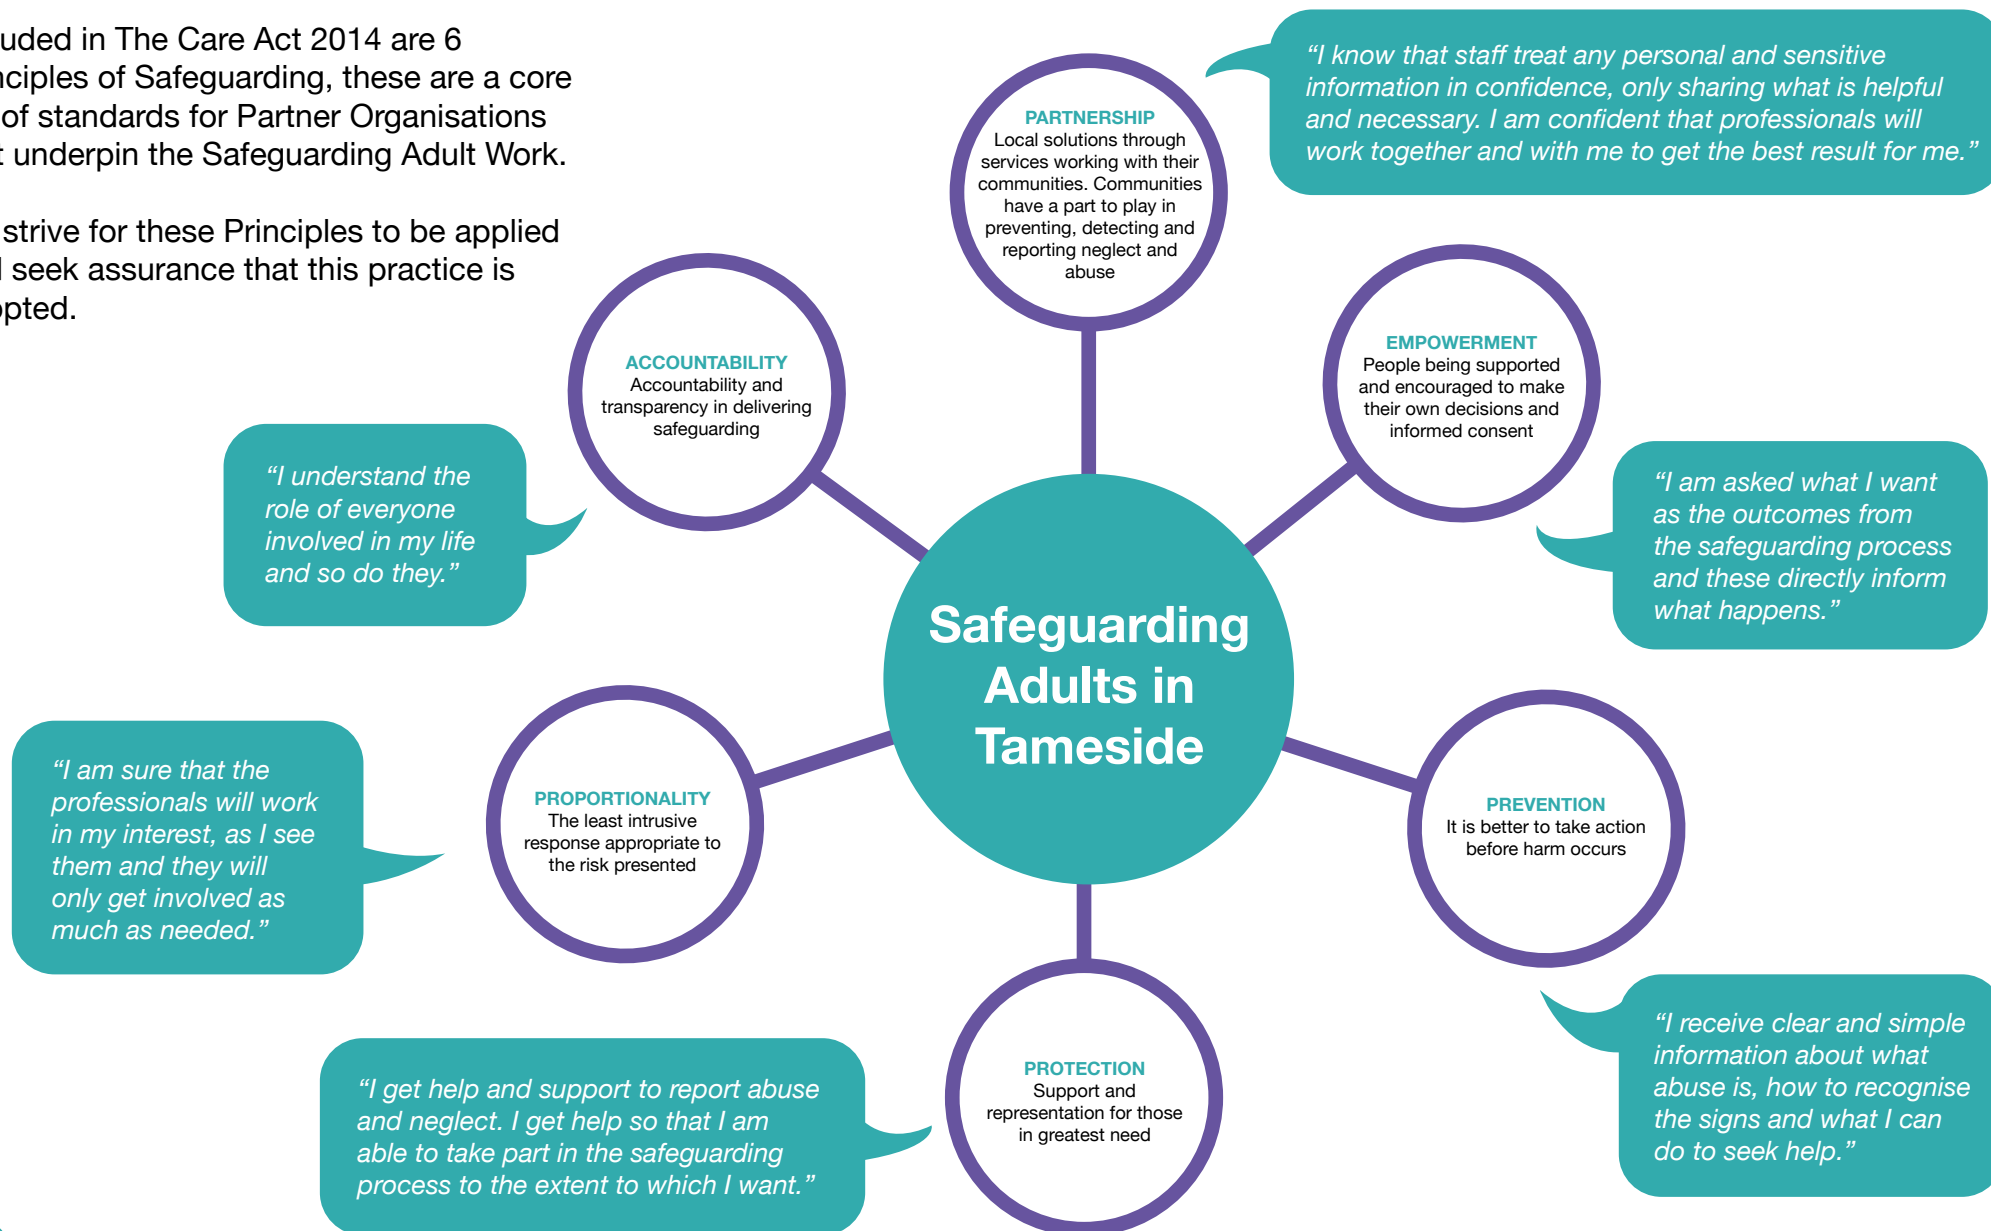 uded in The Care Act 2014 are 6
nciples of Safeguarding, these are a core
of standards for Partner Organisations
t underpin the Safeguarding Adult Work.
strive for these Principles to be applied
l seek assurance that this practice is
opted.
“I know that staff treat any personal and sensitive
information in confidence, only sharing what is helpful
and necessary. I am confident that professionals will
work together and with me to get the best result for me.”
PARTNERSHIP
Local solutions through
services working with their
communities. Communities
have a part to play in
preventing, detecting and
reporting neglect and
abuse
ACCOUNTABILITY
Accountability and
transparency in delivering
safeguarding
EMPOWERMENT
People being supported
and encouraged to make
their own decisions and
informed consent
“I understand the
role of everyone
involved in my life
and so do they.”
“I am asked what I want
as the outcomes from
the safeguarding process
and these directly inform
what happens.”
Safeguarding
Adults in
Tameside
“I am sure that the
professionals will work
in my interest, as I see
them and they will
only get involved as
much as needed.”
PROPORTIONALITY
The least intrusive
response appropriate to
the risk presented
PREVENTION
It is better to take action
before harm occurs
“I get help and support to report abuse
and neglect. I get help so that I am
able to take part in the safeguarding
process to the extent to which I want.”
PROTECTION
Support and
representation for those
in greatest need
“I receive clear and simple
information about what
abuse is, how to recognise
the signs and what I can
do to seek help.”